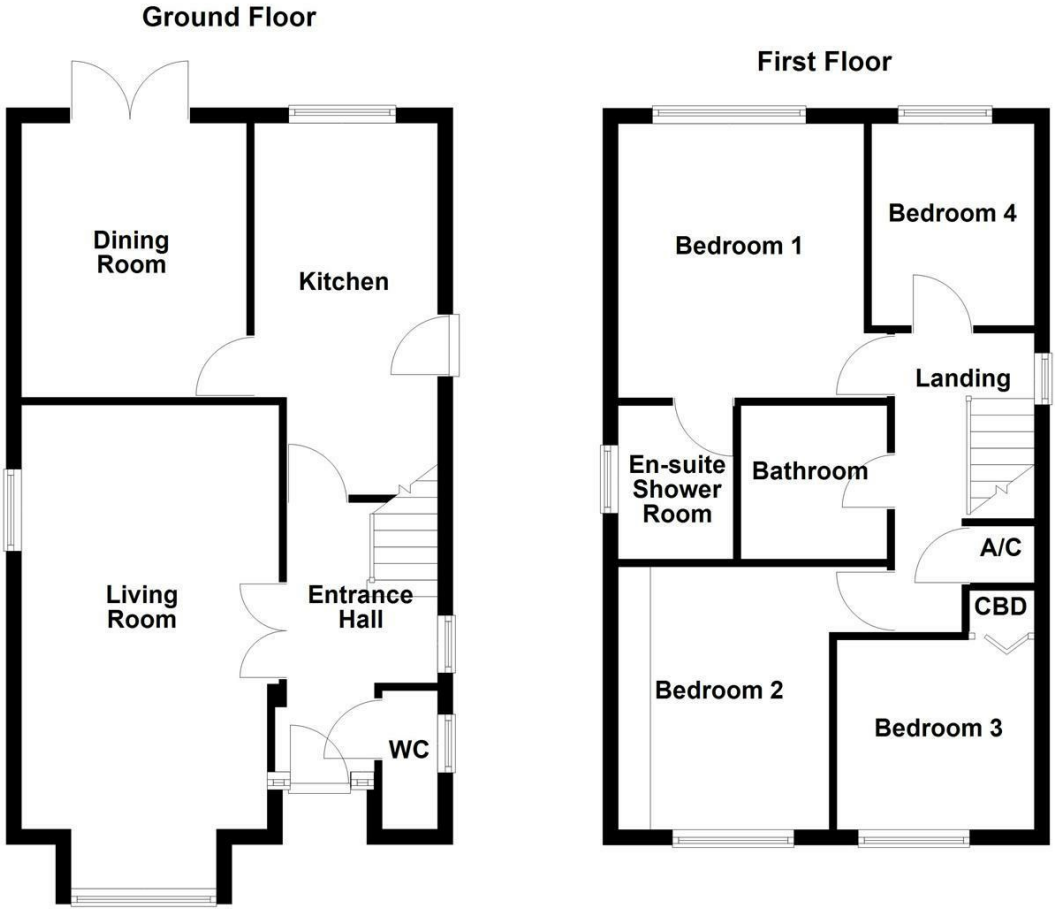 Ground Floor
Dining
Room
Kitchen
Living
Room
Entrance
Hall
WC
First Floor
Bedroom 1
Bedroom 4
Landing
En-suite
Shower
Room
Bathroom
A/C
CBD
Bedroom 2
Bedroom 3